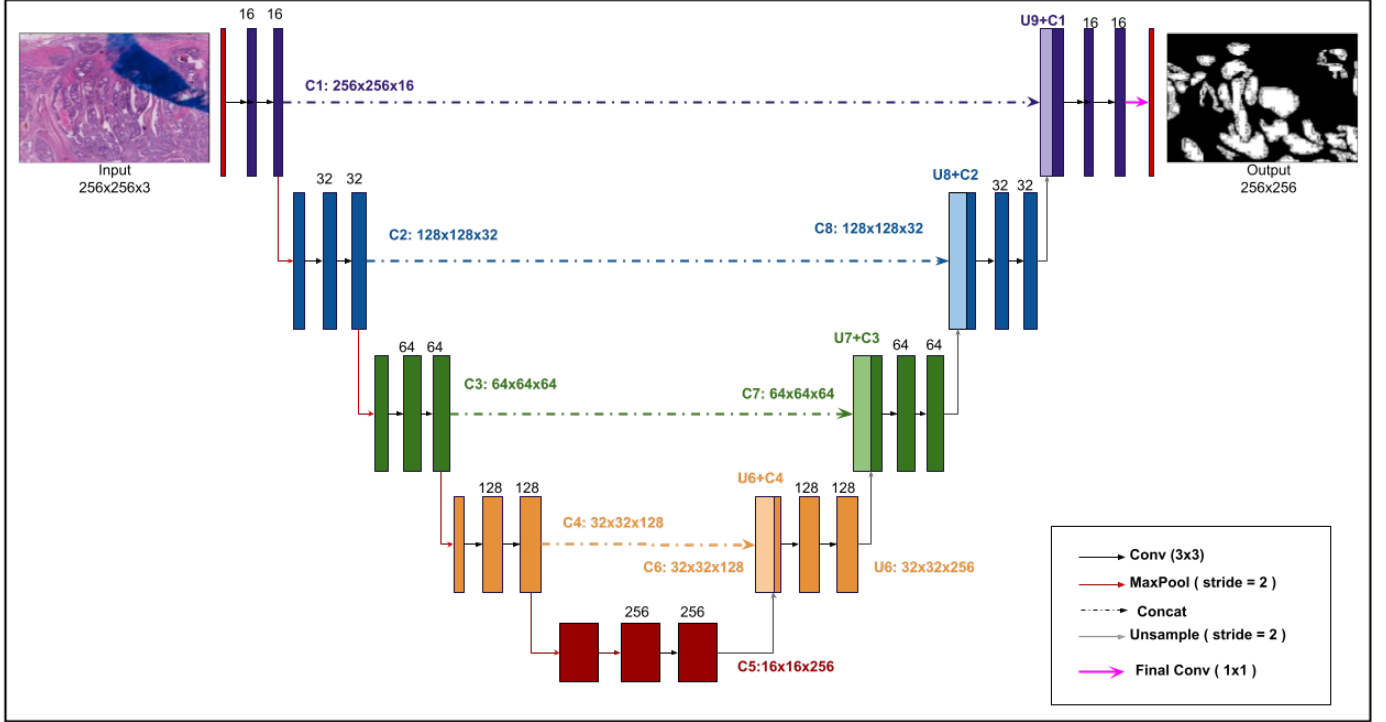 16 16
U9+C1
16 16
C1: 256x256x16
Input
256x256x3
Output
256x256
32 32
U8+C2
32 32
C2: 128x128x32
C8: 128x128x32
64 64
U7+C3
64 64
C3: 64x64x64
C7: 64x64x64
128 128
U6+C4
128 128
C4: 32x32x128
C6: 32x32x128
U6: 32x32x256
256 256
C5:16x16x256
Conv (3x3)
MaxPool ( stride = 2 )
Concat
Unsample ( stride = 2 )
Final Conv ( 1x1 )